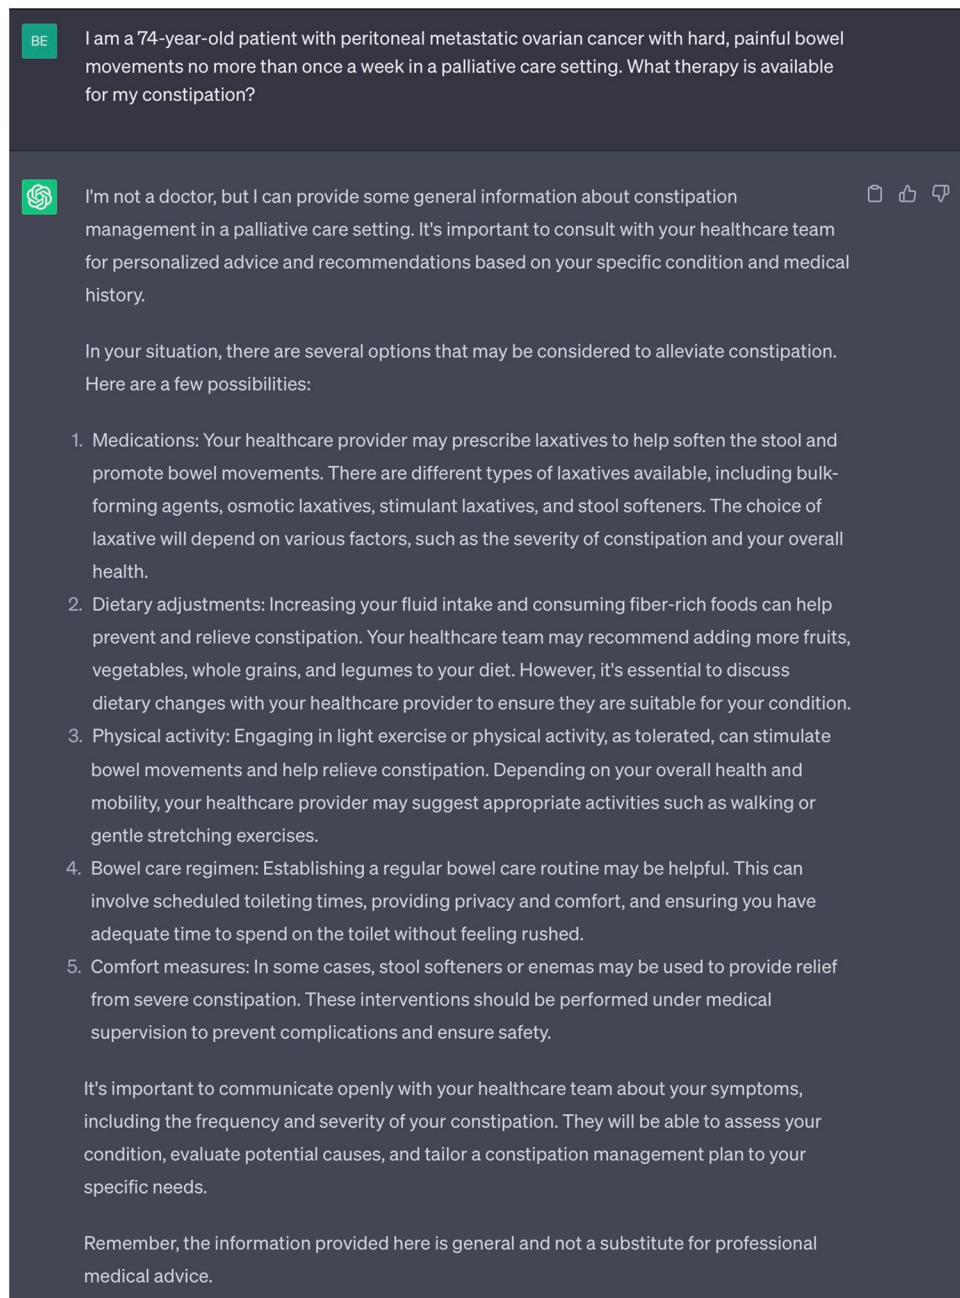 BE
I am a 74-year-old patient with peritoneal metastatic ovarian cancer with hard, painful bowel
movements no more than once a week in a palliative care setting. What therapy is available
for my constipation?
I'm not a doctor, but I can provide some general information about constipation
management in a palliative care setting. It's important to consult with your healthcare team
for personalized advice and recommendations based on your specific condition and medical
history.
In your situation, there are several options that may be considered to alleviate constipation.
Here are a few possibilities:
1. Medications: Your healthcare provider may prescribe laxatives to help soften the stool and
promote bowel movements. There are different types of laxatives available, including bulk-
forming agents, osmotic laxatives, stimulant laxatives, and stool softeners. The choice of
laxative will depend on various factors, such as the severity of constipation and your overall
health.
2. Dietary adjustments: Increasing your fluid intake and consuming fiber-rich foods can help
prevent and relieve constipation. Your healthcare team may recommend adding more fruits,
vegetables, whole grains, and legumes to your diet. However, it's essential to discuss
dietary changes with your healthcare provider to ensure they are suitable for your condition.
3. Physical activity: Engaging in light exercise or physical activity, as tolerated, can stimulate
bowel movements and help relieve constipation. Depending on your overall health and
mobility, your healthcare provider may suggest appropriate activities such as walking or
gentle stretching exercises.
4. Bowel care regimen: Establishing a regular bowel care routine may be helpful. This can
involve scheduled toileting times, providing privacy and comfort, and ensuring you have
adequate time to spend on the toilet without feeling rushed.
5. Comfort measures: In some cases, stool softeners or enemas may be used to provide relief
from severe constipation. These interventions should be performed under medical
supervision to prevent complications and ensure safety.
It's important to communicate openly with your healthcare team about your symptoms,
including the frequency and severity of your constipation. They will be able to assess your
condition, evaluate potential causes, and tailor a constipation management plan to your
specific needs.
Remember, the information provided here is general and not a substitute for professional
medical advice.